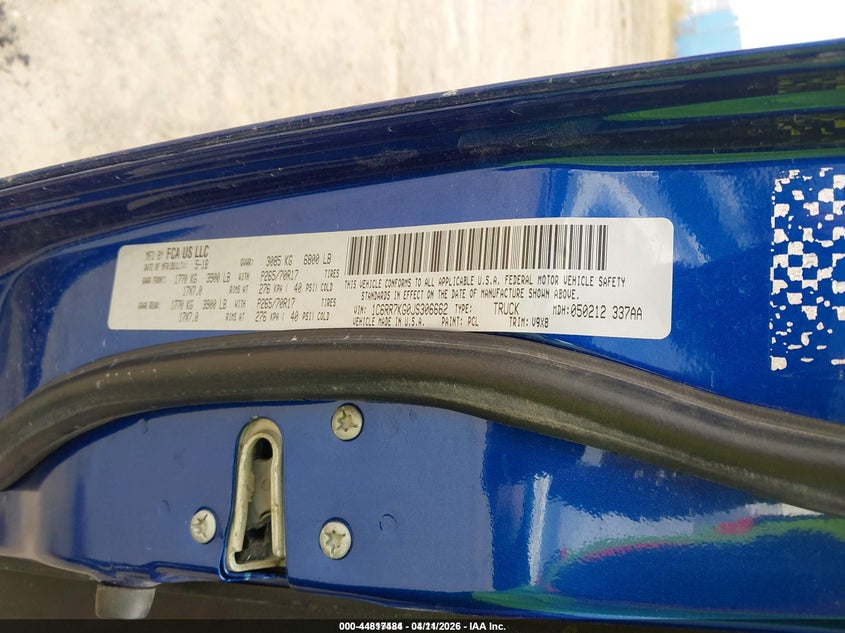 MFD BY FCA US LLC
DATE OF MFR(BUILT): 5-18 GVWR: 3085 KG 6800 LB
GAWR FRONT: 1770 KG 3900 LB WITH P265/70R17 TIRES
17X7.0 RIMS AT 276 KPA ( 40 PSI) COLD
GAWR REAR: 1770 KG 3900 LB WITH P265/70R17 TIRES
17X7.0 RIMS AT 276 KPA ( 40 PSI) COLD
THIS VEHICLE CONFORMS TO ALL APPLICABLE U.S.A. FEDERAL MOTOR VEHICLE SAFETY
STANDARDS IN EFFECT ON THE DATE OF MANUFACTURE SHOWN ABOVE.
VIN: 1C6RR7KG0JS306662 TYPE: TRUCK MDH: 050212 337AA
VEHICLE MADE IN U.S.A. PAINT: PCL TRIM: V9X8
2026 - IAA Inc.